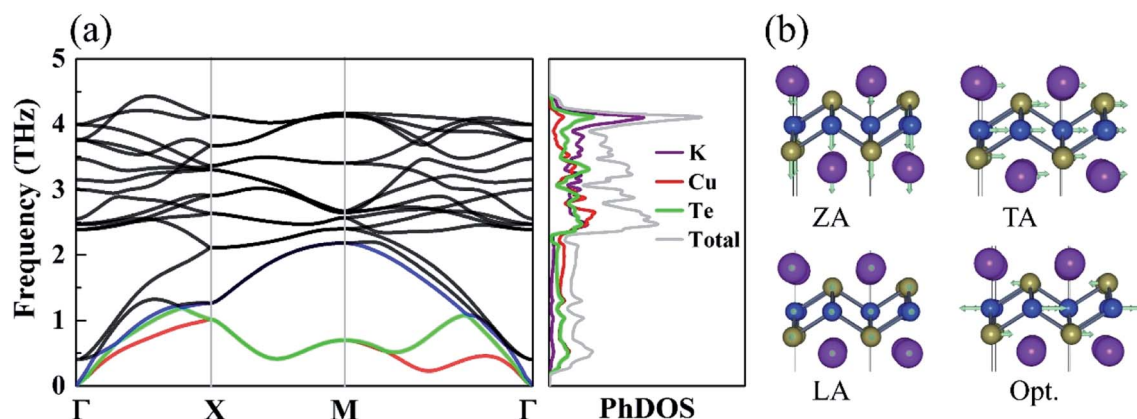 (a)
(b)
Frequency (THz)
5
4
3
2
1
0
Γ X M Γ
K
Cu
Te
Total
PhDOS
ZA TA
LA Opt.